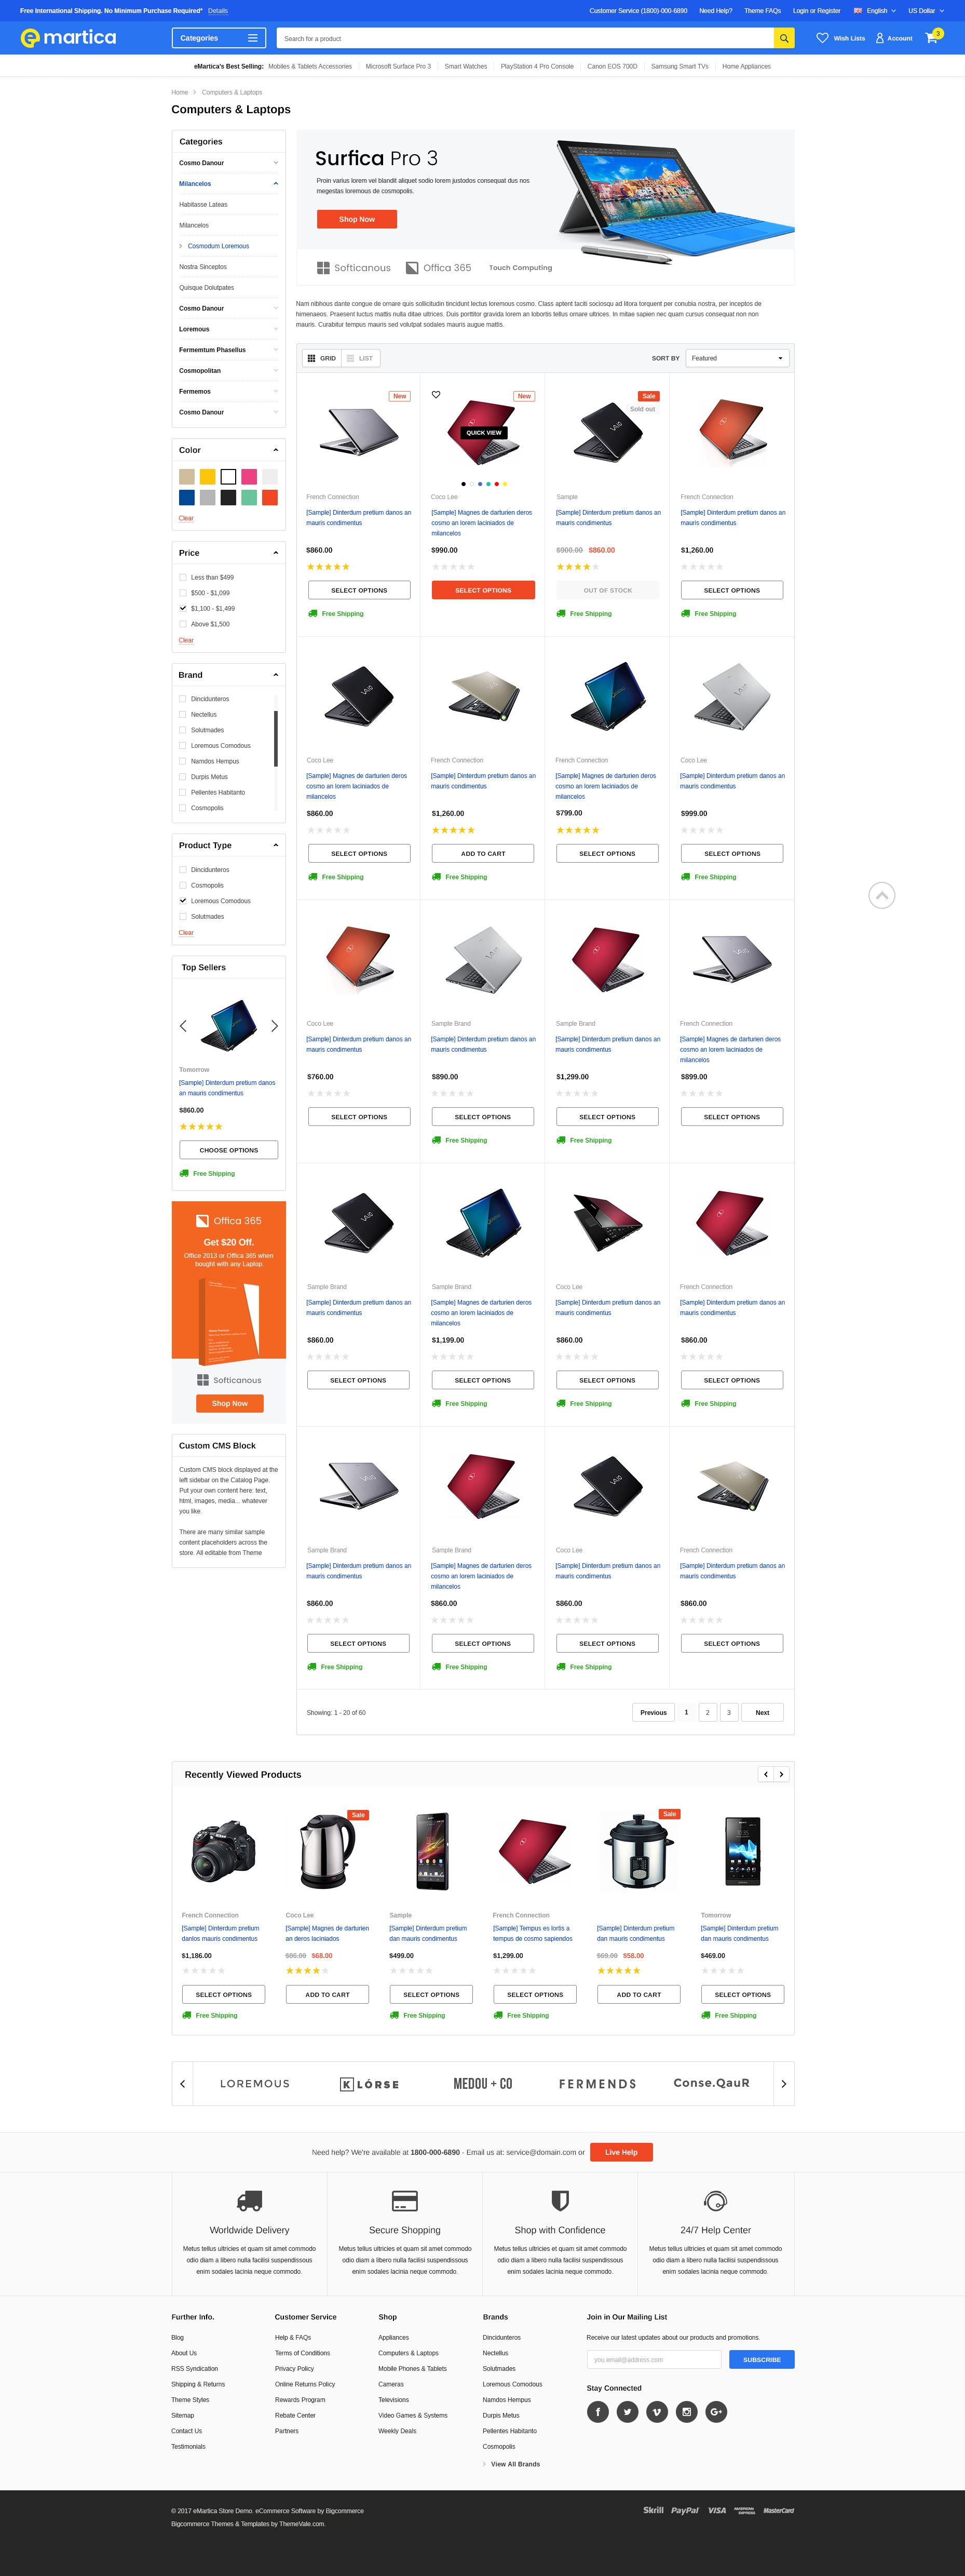 Free International Shipping. No Minimum Purchase Required* Details
Customer Service (1800)-000-6890 Need Help? Theme FAQs Login or Register English US Dollar
emartica
Categories
Search for a product
Wish Lists
Account
3
eMartica's Best Selling: Mobiles & Tablets Accessories Microsoft Surface Pro 3 Smart Watches PlayStation 4 Pro Console Canon EOS 700D Samsung Smart TVs Home Appliances
Home Computers & Laptops
Computers & Laptops
Categories
Cosmo Danour
Milancelos
Habitasse Lateas
Milancelos
Cosmodum Loremous
Nostra Sinceptos
Quisque Dolutpates
Cosmo Danour
Loremous
Fermemtum Phasellus
Cosmopolitan
Fermemos
Cosmo Danour
Color
Clear
Price
Less than $499
$500 - $1,099
$1,100 - $1,499
Above $1,500
Clear
Brand
Dincidunteros
Nectellus
Solutmades
Loremous Comodous
Namdos Hempus
Durpis Metus
Pellentes Habitanto
Cosmopolis
Product Type
Dincidunteros
Cosmopolis
Loremous Comodous
Solutmades
Clear
Top Sellers
Tomorrow
[Sample] Dinterdum pretium danos
an mauris condimentus
$860.00
CHOOSE OPTIONS
Free Shipping
Offica 365
Get $20 Off.
Office 2013 or Offica 365 when
bought with any Laptop.
Softicanous
Shop Now
Custom CMS Block
Custom CMS block displayed at the
left sidebar on the Catalog Page.
Put your own content here: text,
html, images, media... whatever
you like.
There are many similar sample
content placeholders across the
store. All editable from Theme
Surfica Pro 3
Proin varius lorem vel blandit aliquet sodio lorem justodos consequat dus nos
megestas loremous de cosmopolis.
Shop Now
Softicanous
Offica 365
Touch Computing
Nam nibhous dante congue de ornare quis sollicitudin tincidunt lectus loremous cosmo. Class aptent taciti sociosqu ad litora torquent per conubia nostra, per inceptos de
himenaeos. Praesent luctus mattis nulla ditae ultrices. Duis porttitor gravida lorem an lobortis tellus ornare ultrices. In mitae sapien nec quam cursus consequat non non
mauris. Curabitur tempus mauris sed volutpat sodales mauris augue mattis.
GRID LIST
SORT BY Featured
New
French Connection
[Sample] Dinterdum pretium danos an
mauris condimentus
$860.00
SELECT OPTIONS
Free Shipping
New
QUICK VIEW
Coco Lee
[Sample] Magnes de darturien deros
cosmo an lorem laciniados de
milancelos
$990.00
SELECT OPTIONS
Sale
Sold out
Sample
[Sample] Dinterdum pretium danos an
mauris condimentus
$900.00 $860.00
OUT OF STOCK
Free Shipping
French Connection
[Sample] Dinterdum pretium danos an
mauris condimentus
$1,260.00
SELECT OPTIONS
Free Shipping
Coco Lee
[Sample] Magnes de darturien deros
cosmo an lorem laciniados de
milancelos
$860.00
SELECT OPTIONS
Free Shipping
French Connection
[Sample] Dinterdum pretium danos an
mauris condimentus
$1,260.00
ADD TO CART
Free Shipping
French Connection
[Sample] Magnes de darturien deros
cosmo an lorem laciniados de
milancelos
$799.00
SELECT OPTIONS
Coco Lee
[Sample] Dinterdum pretium danos an
mauris condimentus
$999.00
SELECT OPTIONS
Free Shipping
Coco Lee
[Sample] Dinterdum pretium danos an
mauris condimentus
$760.00
SELECT OPTIONS
Sample Brand
[Sample] Dinterdum pretium danos an
mauris condimentus
$890.00
SELECT OPTIONS
Free Shipping
Sample Brand
[Sample] Dinterdum pretium danos an
mauris condimentus
$1,299.00
SELECT OPTIONS
Free Shipping
French Connection
[Sample] Magnes de darturien deros
cosmo an lorem laciniados de
milancelos
$899.00
SELECT OPTIONS
Sample Brand
[Sample] Dinterdum pretium danos an
mauris condimentus
$860.00
SELECT OPTIONS
Sample Brand
[Sample] Magnes de darturien deros
cosmo an lorem laciniados de
milancelos
$1,199.00
SELECT OPTIONS
Free Shipping
Coco Lee
[Sample] Dinterdum pretium danos an
mauris condimentus
$860.00
SELECT OPTIONS
Free Shipping
French Connection
[Sample] Dinterdum pretium danos an
mauris condimentus
$860.00
SELECT OPTIONS
Free Shipping
Sample Brand
[Sample] Dinterdum pretium danos an
mauris condimentus
$860.00
SELECT OPTIONS
Free Shipping
Sample Brand
[Sample] Magnes de darturien deros
cosmo an lorem laciniados de
milancelos
$860.00
SELECT OPTIONS
Free Shipping
Coco Lee
[Sample] Dinterdum pretium danos an
mauris condimentus
$860.00
SELECT OPTIONS
Free Shipping
French Connection
[Sample] Dinterdum pretium danos an
mauris condimentus
$860.00
SELECT OPTIONS
Showing: 1 - 20 of 60
Previous 1 2 3 Next
Recently Viewed Products
French Connection
[Sample] Dinterdum pretium
danlos mauris condimentus
$1,186.00
SELECT OPTIONS
Free Shipping
Sale
Coco Lee
[Sample] Magnes de darturien
an deros laciniados
$86.00 $68.00
ADD TO CART
Sample
[Sample] Dinterdum pretium
dan mauris condimentus
$499.00
SELECT OPTIONS
Free Shipping
French Connection
[Sample] Tempus es lortis a
tempus de cosmo sapiendos
$1,299.00
SELECT OPTIONS
Free Shipping
Sale
[Sample] Dinterdum pretium
dan mauris condimentus
$69.00 $58.00
ADD TO CART
Tomorrow
[Sample] Dinterdum pretium
dan mauris condimentus
$469.00
SELECT OPTIONS
Free Shipping
LOREMOUS
KLÓRSE
MEDOU + CO
FERMENDS
Conse.QauR
Need help? We're available at 1800-000-6890 - Email us at: service@domain.com or Live Help
Worldwide Delivery
Metus tellus ultricies et quam sit amet commodo
odio diam a libero nulla facilisi suspendissous
enim sodales lacinia neque commodo.
Secure Shopping
Metus tellus ultricies et quam sit amet commodo
odio diam a libero nulla facilisi suspendissous
enim sodales lacinia neque commodo.
Shop with Confidence
Metus tellus ultricies et quam sit amet commodo
odio diam a libero nulla facilisi suspendissous
enim sodales lacinia neque commodo.
24/7 Help Center
Metus tellus ultricies et quam sit amet commodo
odio diam a libero nulla facilisi suspendissous
enim sodales lacinia neque commodo.
Further Info.
Blog
About Us
RSS Syndication
Shipping & Returns
Theme Styles
Sitemap
Contact Us
Testimonials
Customer Service
Help & FAQs
Terms of Conditions
Privacy Policy
Online Returns Policy
Rewards Program
Rebate Center
Partners
Shop
Appliances
Computers & Laptops
Mobile Phones & Tablets
Cameras
Televisions
Video Games & Systems
Weekly Deals
Brands
Dincidunteros
Nectellus
Solutmades
Loremous Comodous
Namdos Hempus
Durpis Metus
Pellentes Habitanto
Cosmopolis
View All Brands
Join in Our Mailing List
Receive our latest updates about our products and promotions.
you.email@address.com
SUBSCRIBE
Stay Connected
© 2017 eMartica Store Demo. eCommerce Software by Bigcommerce
Bigcommerce Themes & Templates by ThemeVale.com.
Skrill PayPal VISA AMERICAN EXPRESS MasterCard